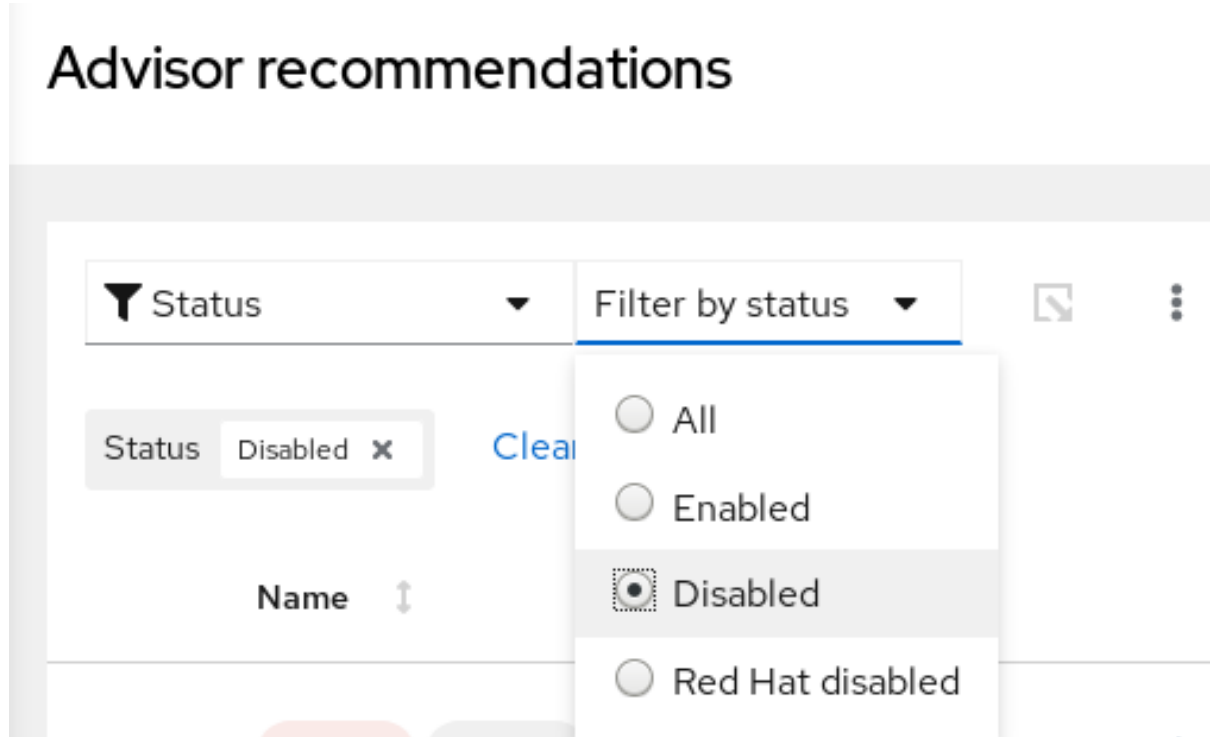 Advisor recommendations
Status
Filter by status
Status Disabled
All
Enabled
Disabled
Red Hat disabled
Name